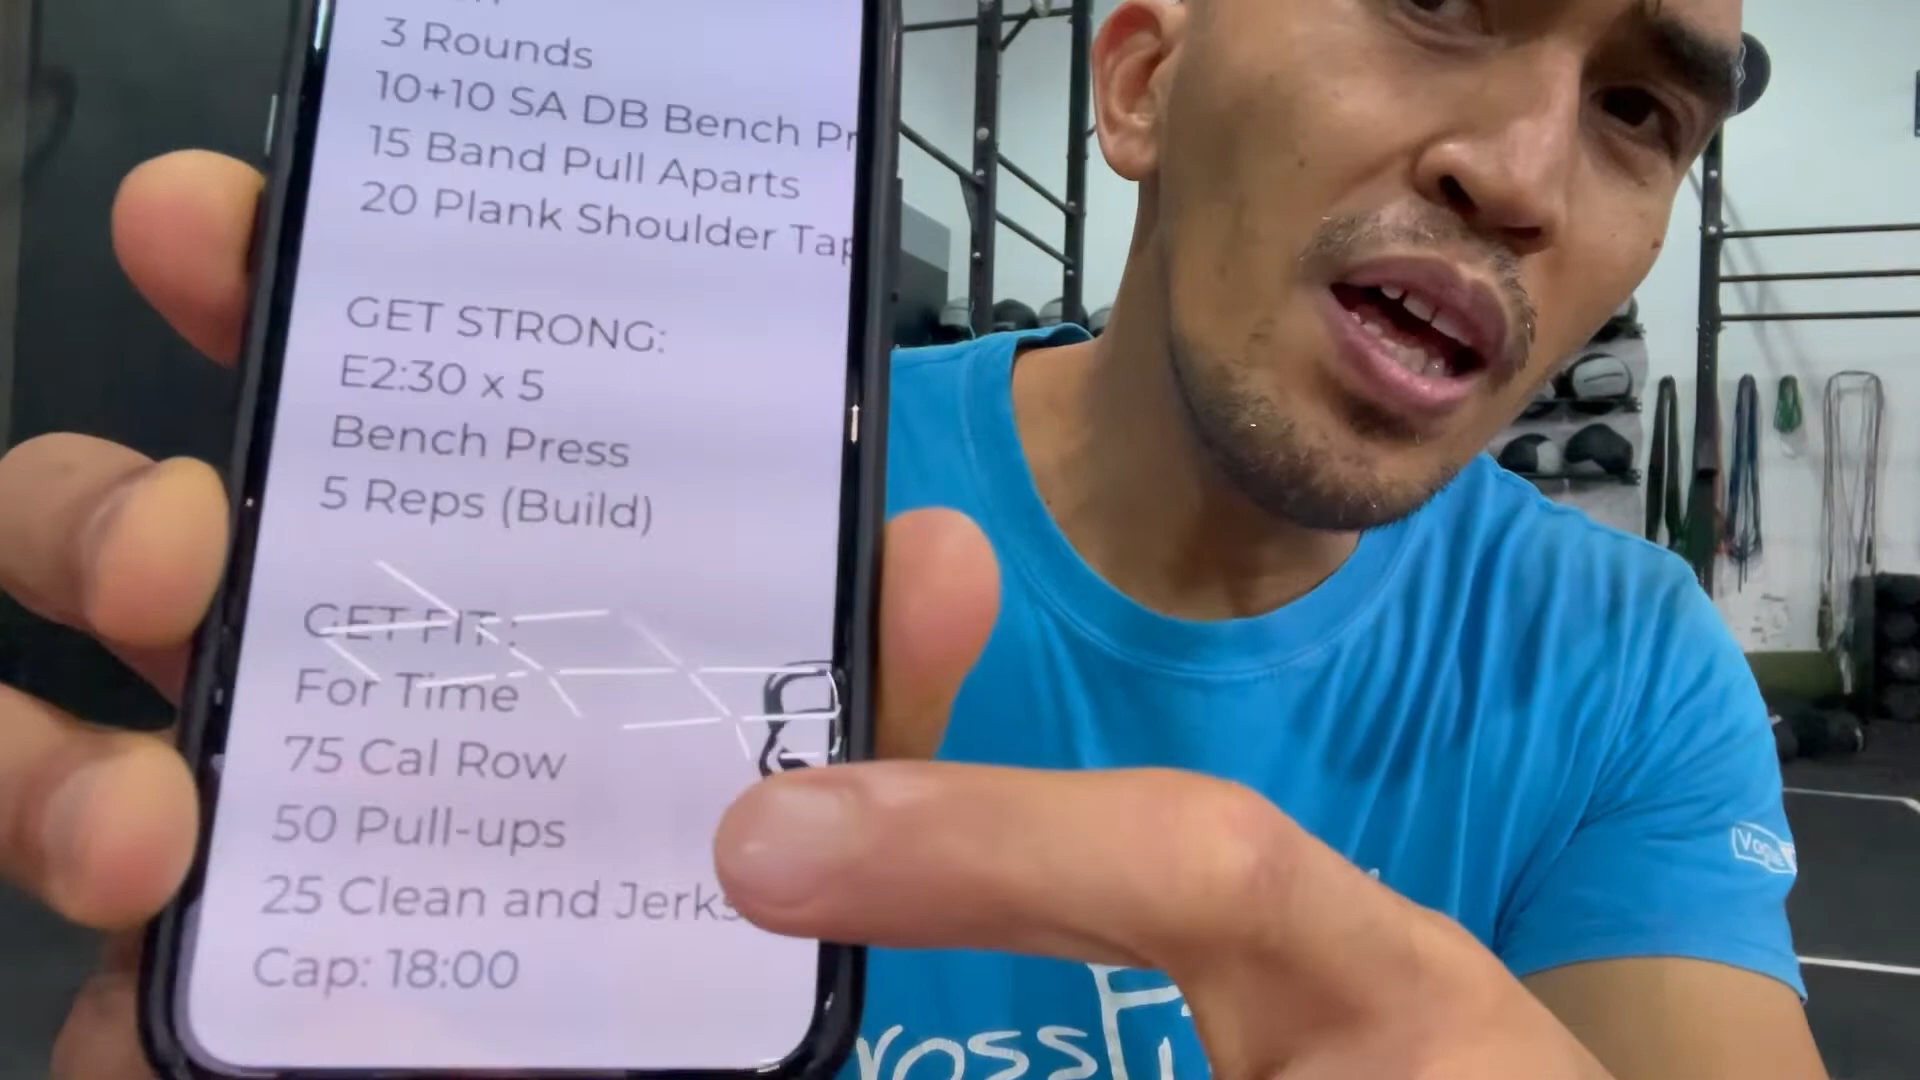 3 Rounds
10+10 SA DB Bench Pr
15 Band Pull Aparts
20 Plank Shoulder Tap
GET STRONG:
E2:30 x 5
Bench Press
5 Reps (Build)
GET FIT:
For Time
75 Cal Row
50 Pull-ups
25 Clean and Jerks
Cap: 18:00